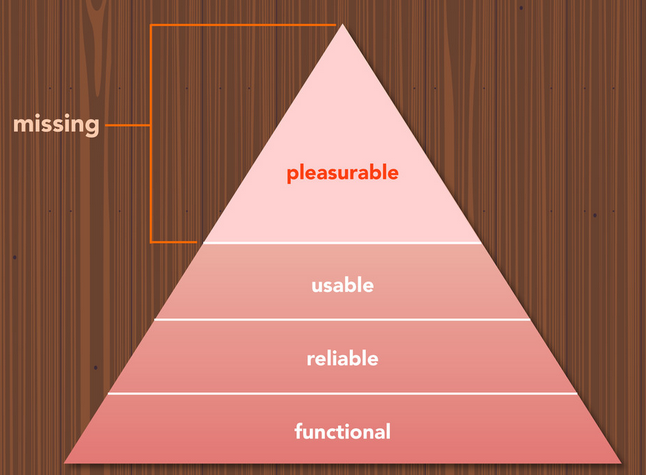 missing
pleasurable
usable
reliable
functional